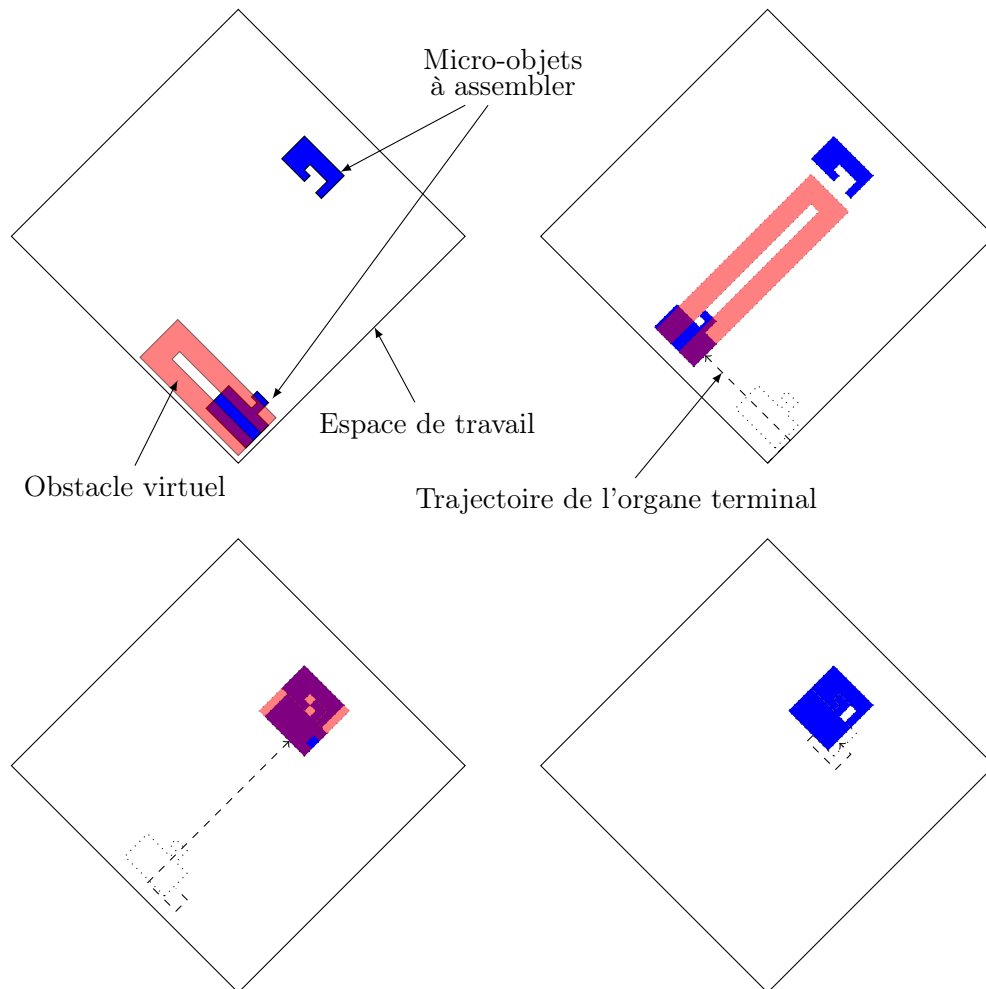 Micro-objets
à assembler
Espace de travail
Obstacle virtuel
Trajectoire de l'organe terminal